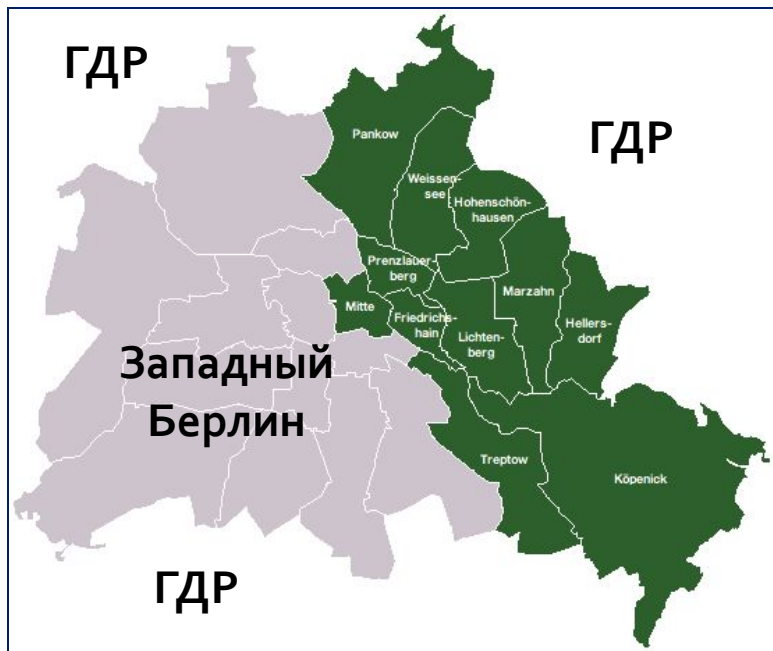 ГДР
ГДР
Pankow
Weissen-
see
Hohenschön-
hausen
Prenzlauer-
berg
Mitte
Friedrichs-
hain
Lichten-
berg
Marzahn
Hellers-
dorf
Западный
Берлин
Treptow
Köpenick
ГДР